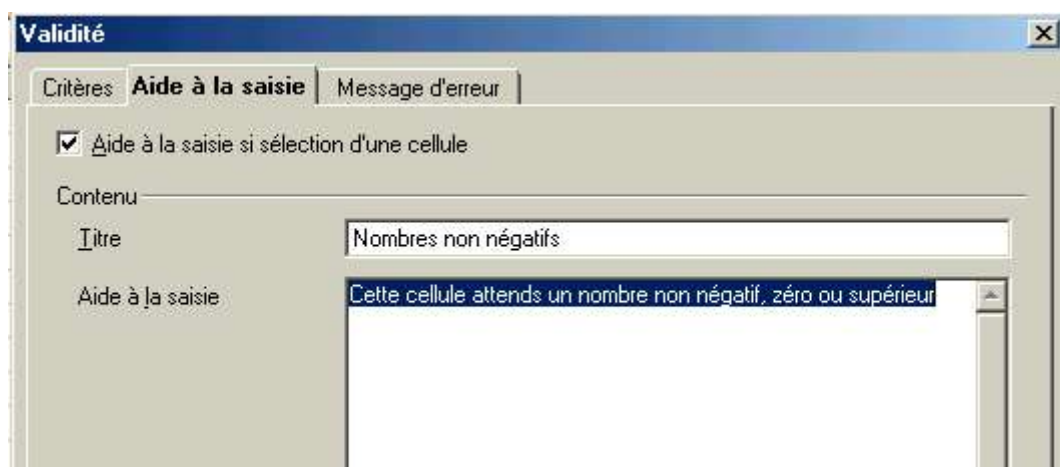 Validité
Critères Aide à la saisie Message d'erreur
Aide à la saisie si sélection d'une cellule
Contenu
Titre Nombres non négatifs
Aide à la saisie Cette cellule attends un nombre non négatif, zéro ou supérieur